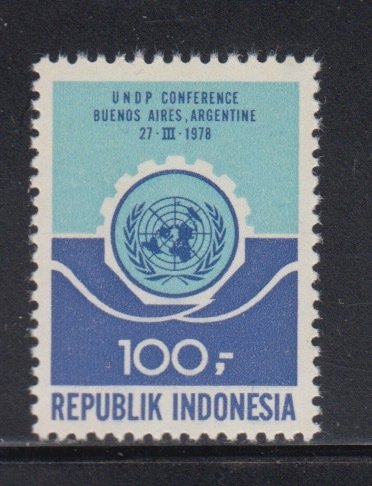 UNDP CONFERENCE
BUENOS AIRES, ARGENTINE
27·III·1978
100,-
REPUBLIK INDONESIA